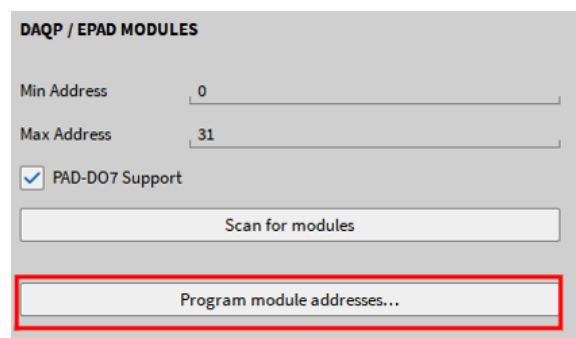 DAQP / EPAD MODULES
Min Address 0
Max Address 31
PAD-DO7 Support
Scan for modules
Program module addresses...